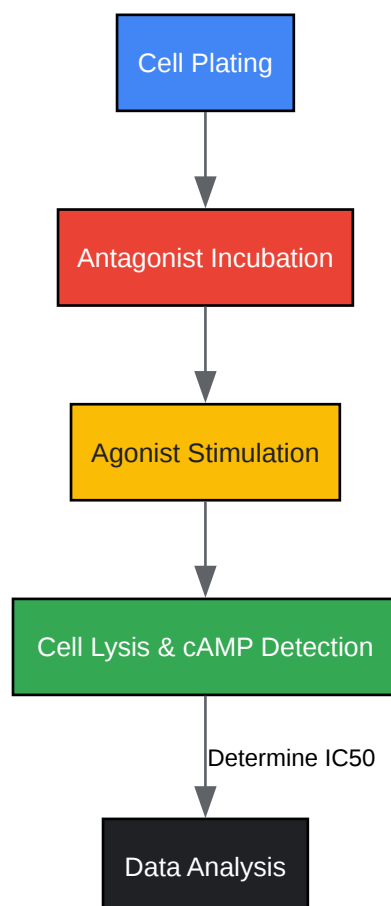 Cell Plating
Antagonist Incubation
Agonist Stimulation
Cell Lysis & cAMP Detection
Determine IC50
Data Analysis